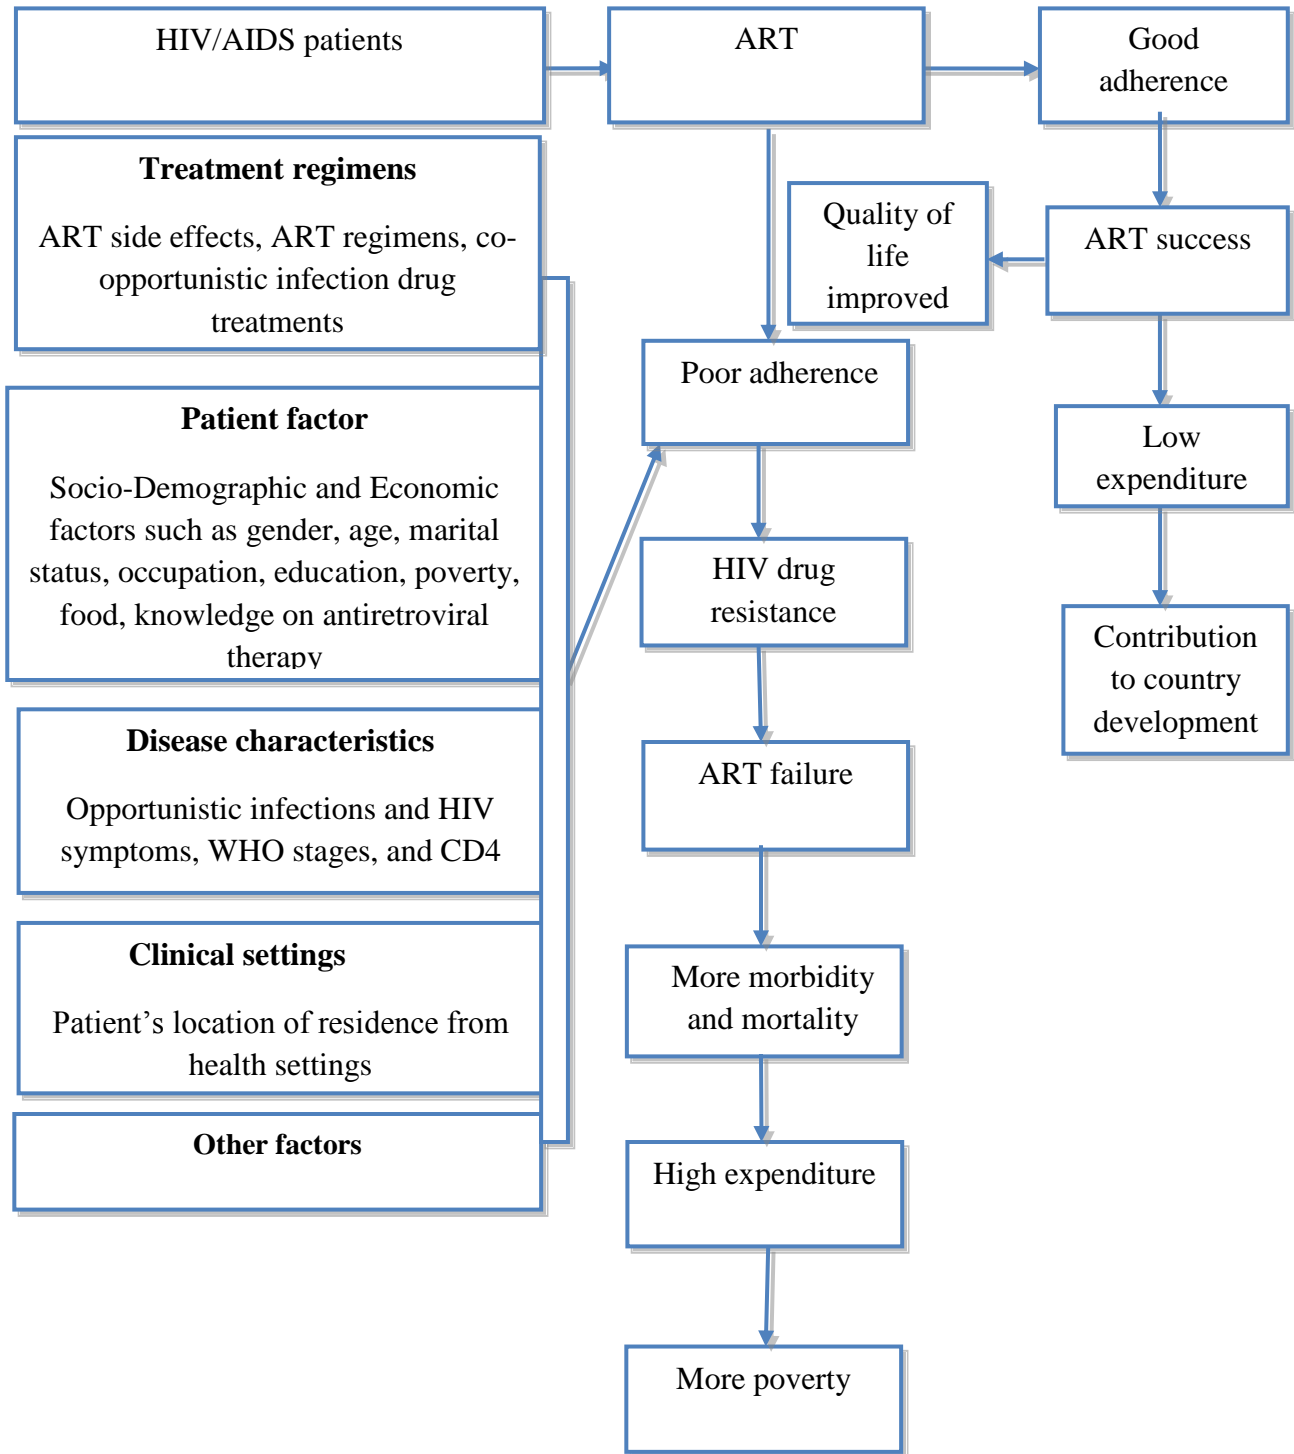 HIV/AIDS patients
ART
Good
adherence
Treatment regimens
ART side effects, ART regimens, co-
opportunistic infection drug
treatments
Quality of
life
improved
ART success
Poor adherence
Patient factor
Socio-Demographic and Economic
factors such as gender, age, marital
status, occupation, education, poverty,
food, knowledge on antiretroviral
therapy
Low
expenditure
HIV drug
resistance
Contribution
to country
development
Disease characteristics
Opportunistic infections and HIV
symptoms, WHO stages, and CD4
ART failure
Clinical settings
Patient’s location of residence from
health settings
More morbidity
and mortality
Other factors
High expenditure
More poverty